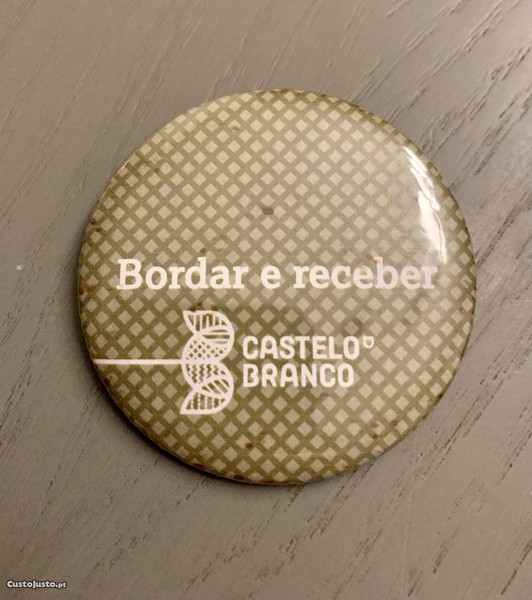 Bordar e receber
CASTELO
BRANCO
CustoJusto.pt